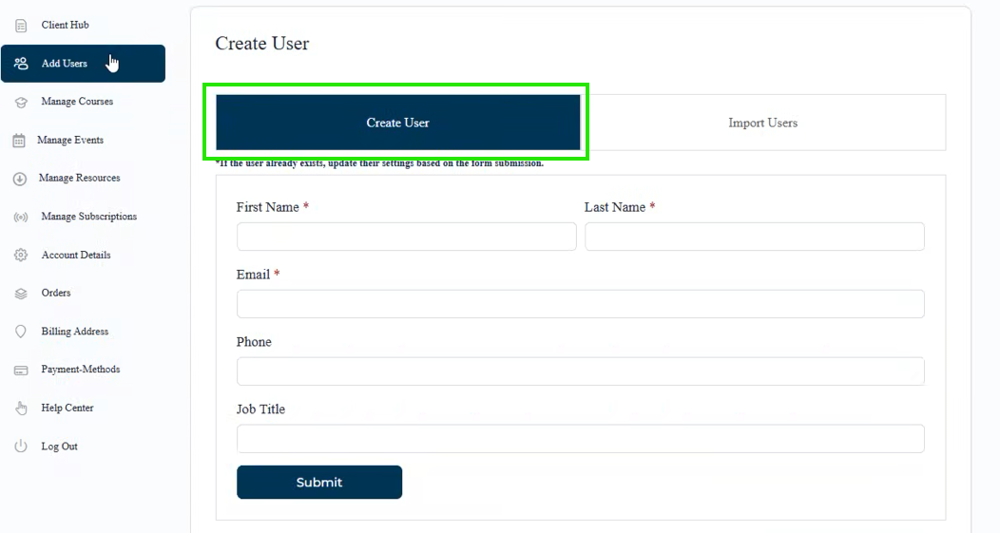 Client Hub
Add Users
Manage Courses
Manage Events
Manage Resources
Manage Subscriptions
Account Details
Orders
Billing Address
Payment-Methods
Help Center
Log Out
Create User
Create User
Import Users
*If the user already exists, update their settings based on the form submission.
First Name *
Last Name *
Email *
Phone
Job Title
Submit